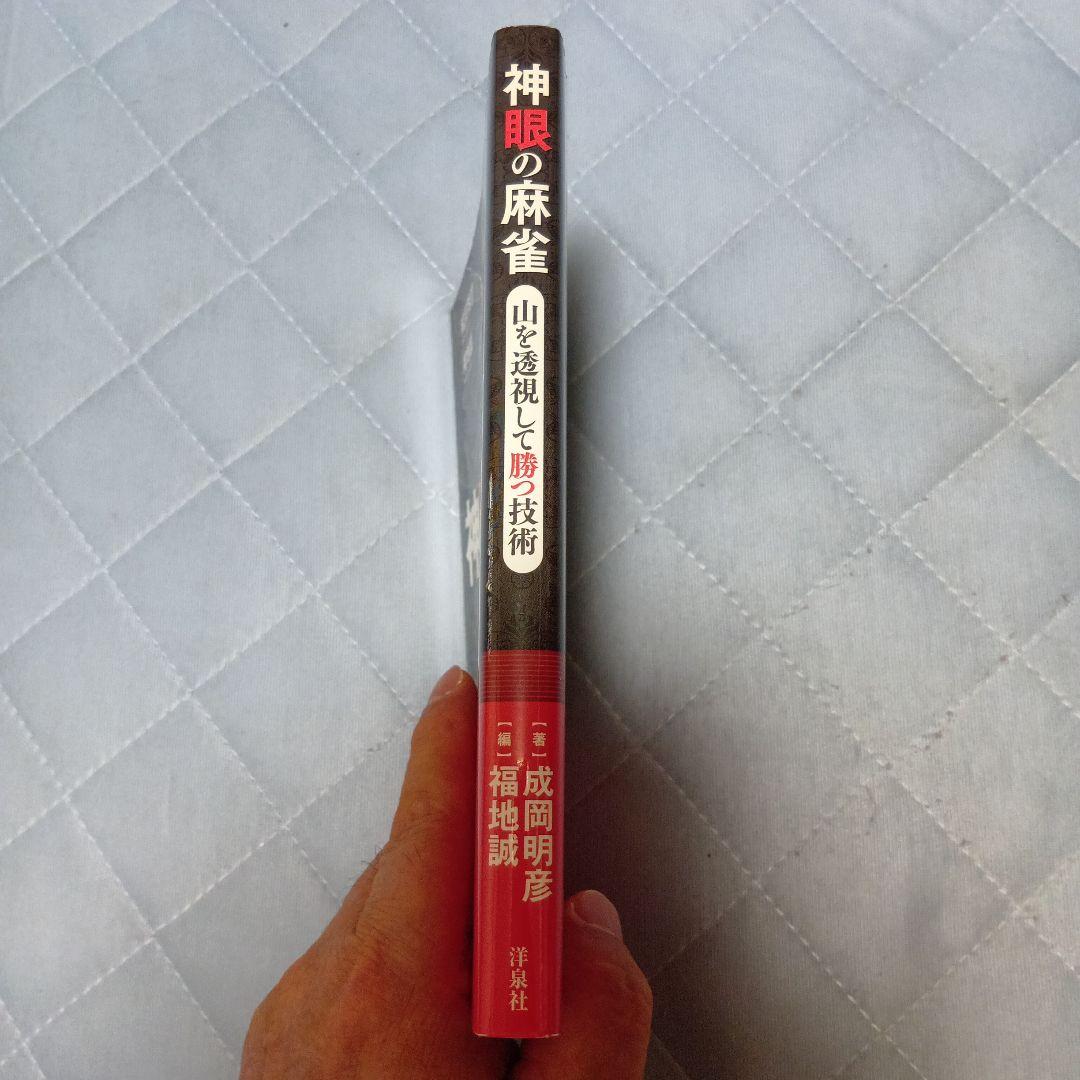 神眼の麻雀
山を透視して勝つ技術
【著】成岡明彦
【編】福地誠
洋泉社
神